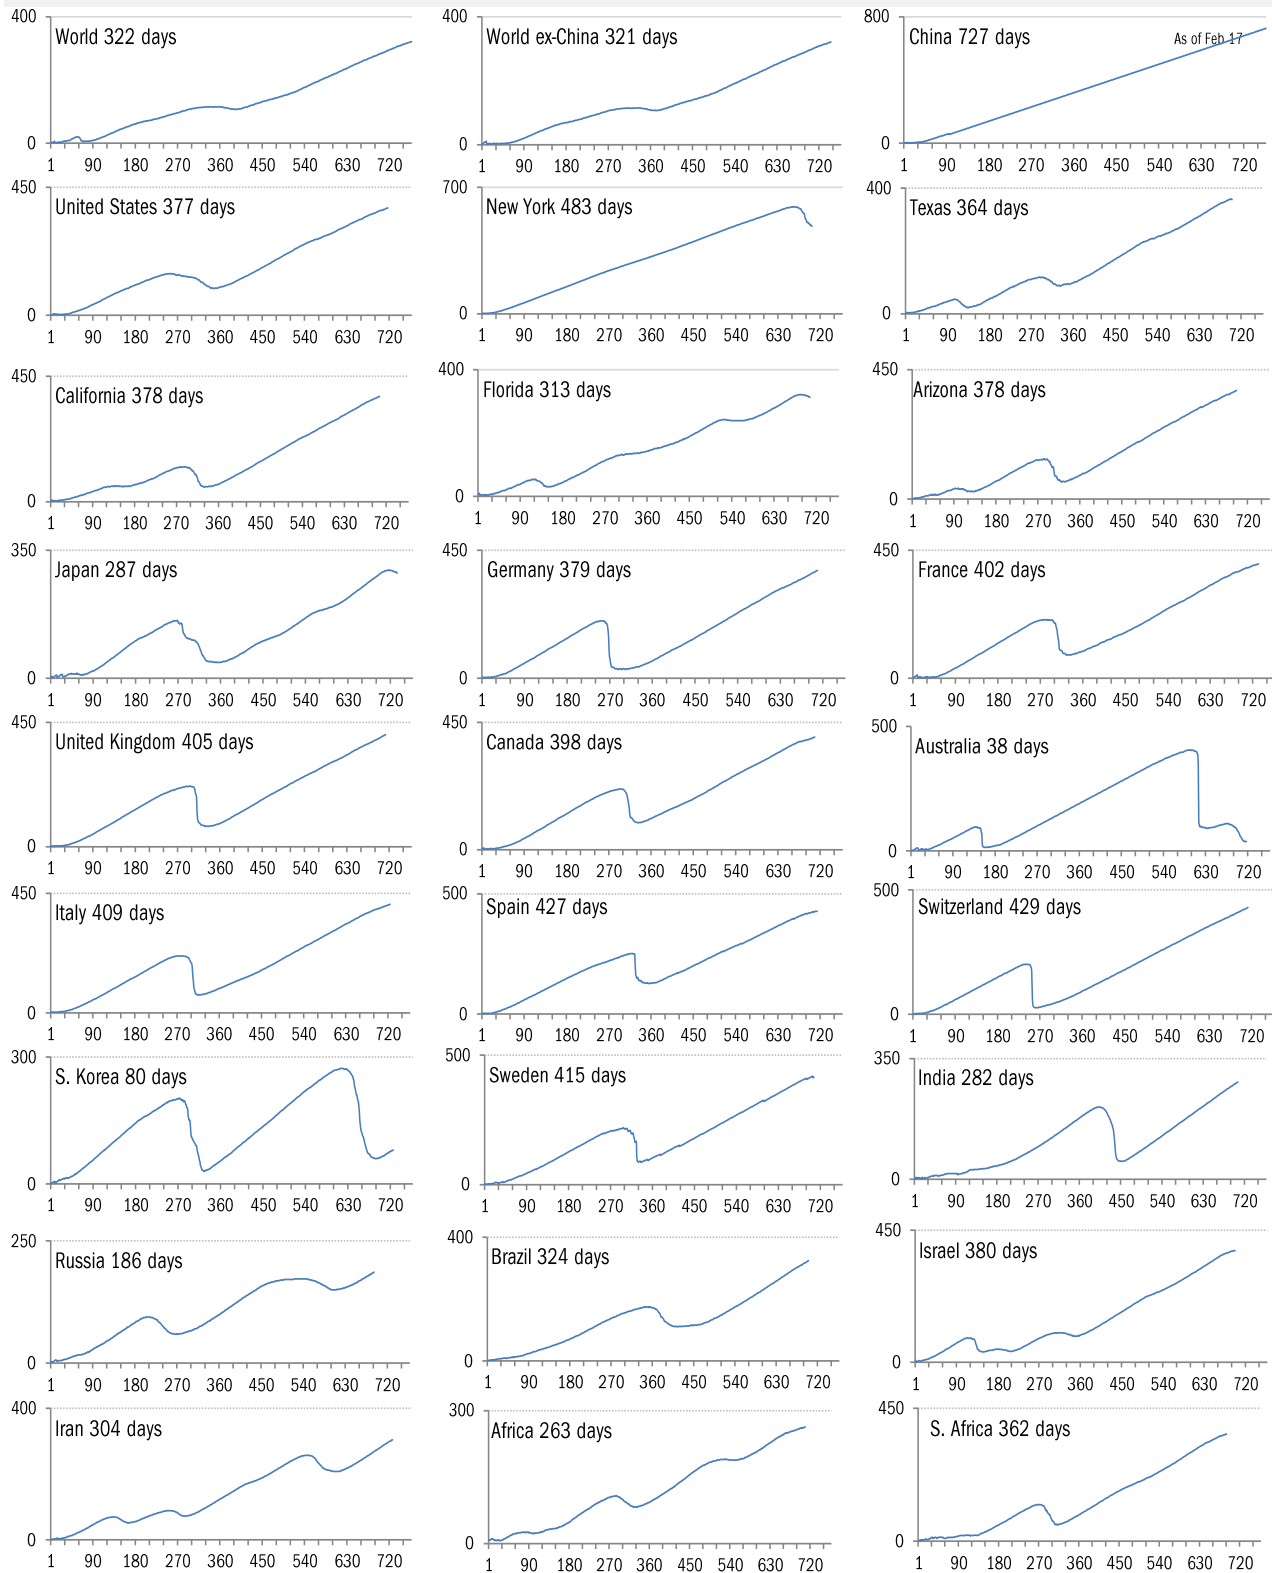 400
World 322 days
0
1 90 180 270 360 450 540 630 720
400
World ex-China 321 days
0
1 90 180 270 360 450 540 630 720
800
China 727 days
As of Feb 17
0
1 90 180 270 360 450 540 630 720
450
United States 377 days
0
1 90 180 270 360 450 540 630 720
700
New York 483 days
0
1 90 180 270 360 450 540 630 720
400
Texas 364 days
0
1 90 180 270 360 450 540 630 720
450
California 378 days
0
1 90 180 270 360 450 540 630 720
400
Florida 313 days
0
1 90 180 270 360 450 540 630 720
450
Arizona 378 days
0
1 90 180 270 360 450 540 630 720
350
Japan 287 days
0
1 90 180 270 360 450 540 630 720
450
Germany 379 days
0
1 90 180 270 360 450 540 630 720
450
France 402 days
0
1 90 180 270 360 450 540 630 720
450
United Kingdom 405 days
0
1 90 180 270 360 450 540 630 720
450
Canada 398 days
0
1 90 180 270 360 450 540 630 720
500
Australia 38 days
0
1 90 180 270 360 450 540 630 720
450
Italy 409 days
0
1 90 180 270 360 450 540 630 720
500
Spain 427 days
0
1 90 180 270 360 450 540 630 720
500
Switzerland 429 days
0
1 90 180 270 360 450 540 630 720
300
S. Korea 80 days
0
1 90 180 270 360 450 540 630 720
500
Sweden 415 days
0
1 90 180 270 360 450 540 630 720
350
India 282 days
0
1 90 180 270 360 450 540 630 720
250
Russia 186 days
0
1 90 180 270 360 450 540 630 720
400
Brazil 324 days
0
1 90 180 270 360 450 540 630 720
450
Israel 380 days
0
1 90 180 270 360 450 540 630 720
400
Iran 304 days
0
1 90 180 270 360 450 540 630 720
300
Africa 263 days
0
1 90 180 270 360 450 540 630 720
450
S. Africa 362 days
0
1 90 180 270 360 450 540 630 720